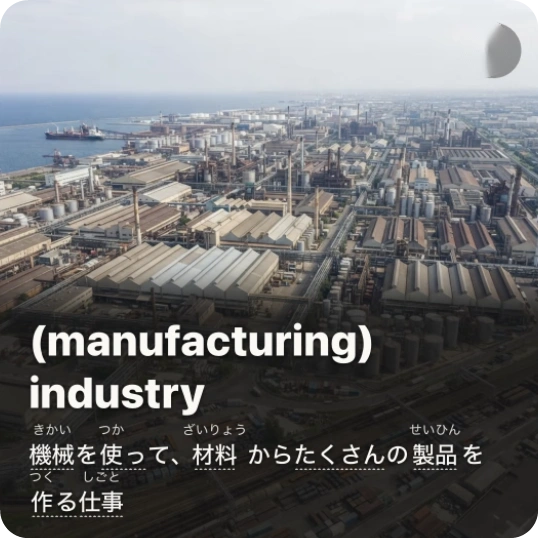 (manufacturing)
industry
きかい つか ざいりょう せいひん
機械を使って、材料 からたくさんの製品を
つく しごと
作る仕事